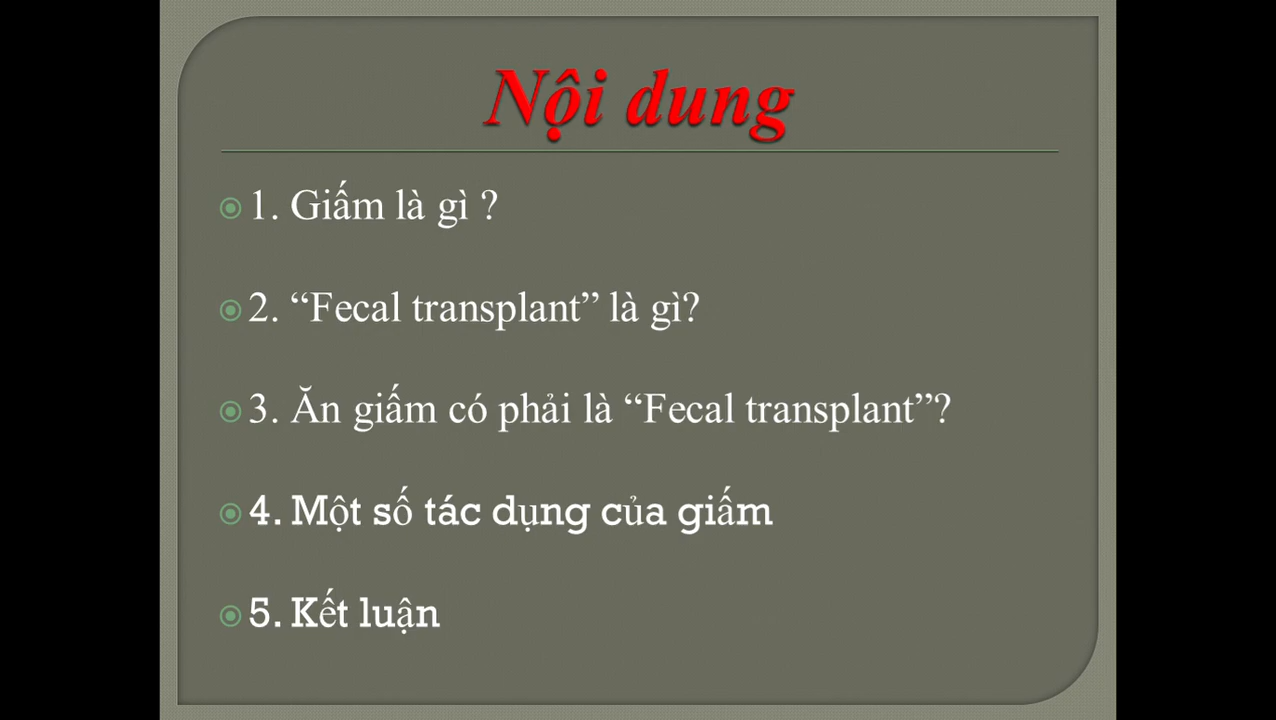 Nội dung
1. Giấm là gì ?
2. “Fecal transplant” là gì?
3. Ăn giấm có phải là “Fecal transplant”?
4. Một số tác dụng của giấm
5. Kết luận